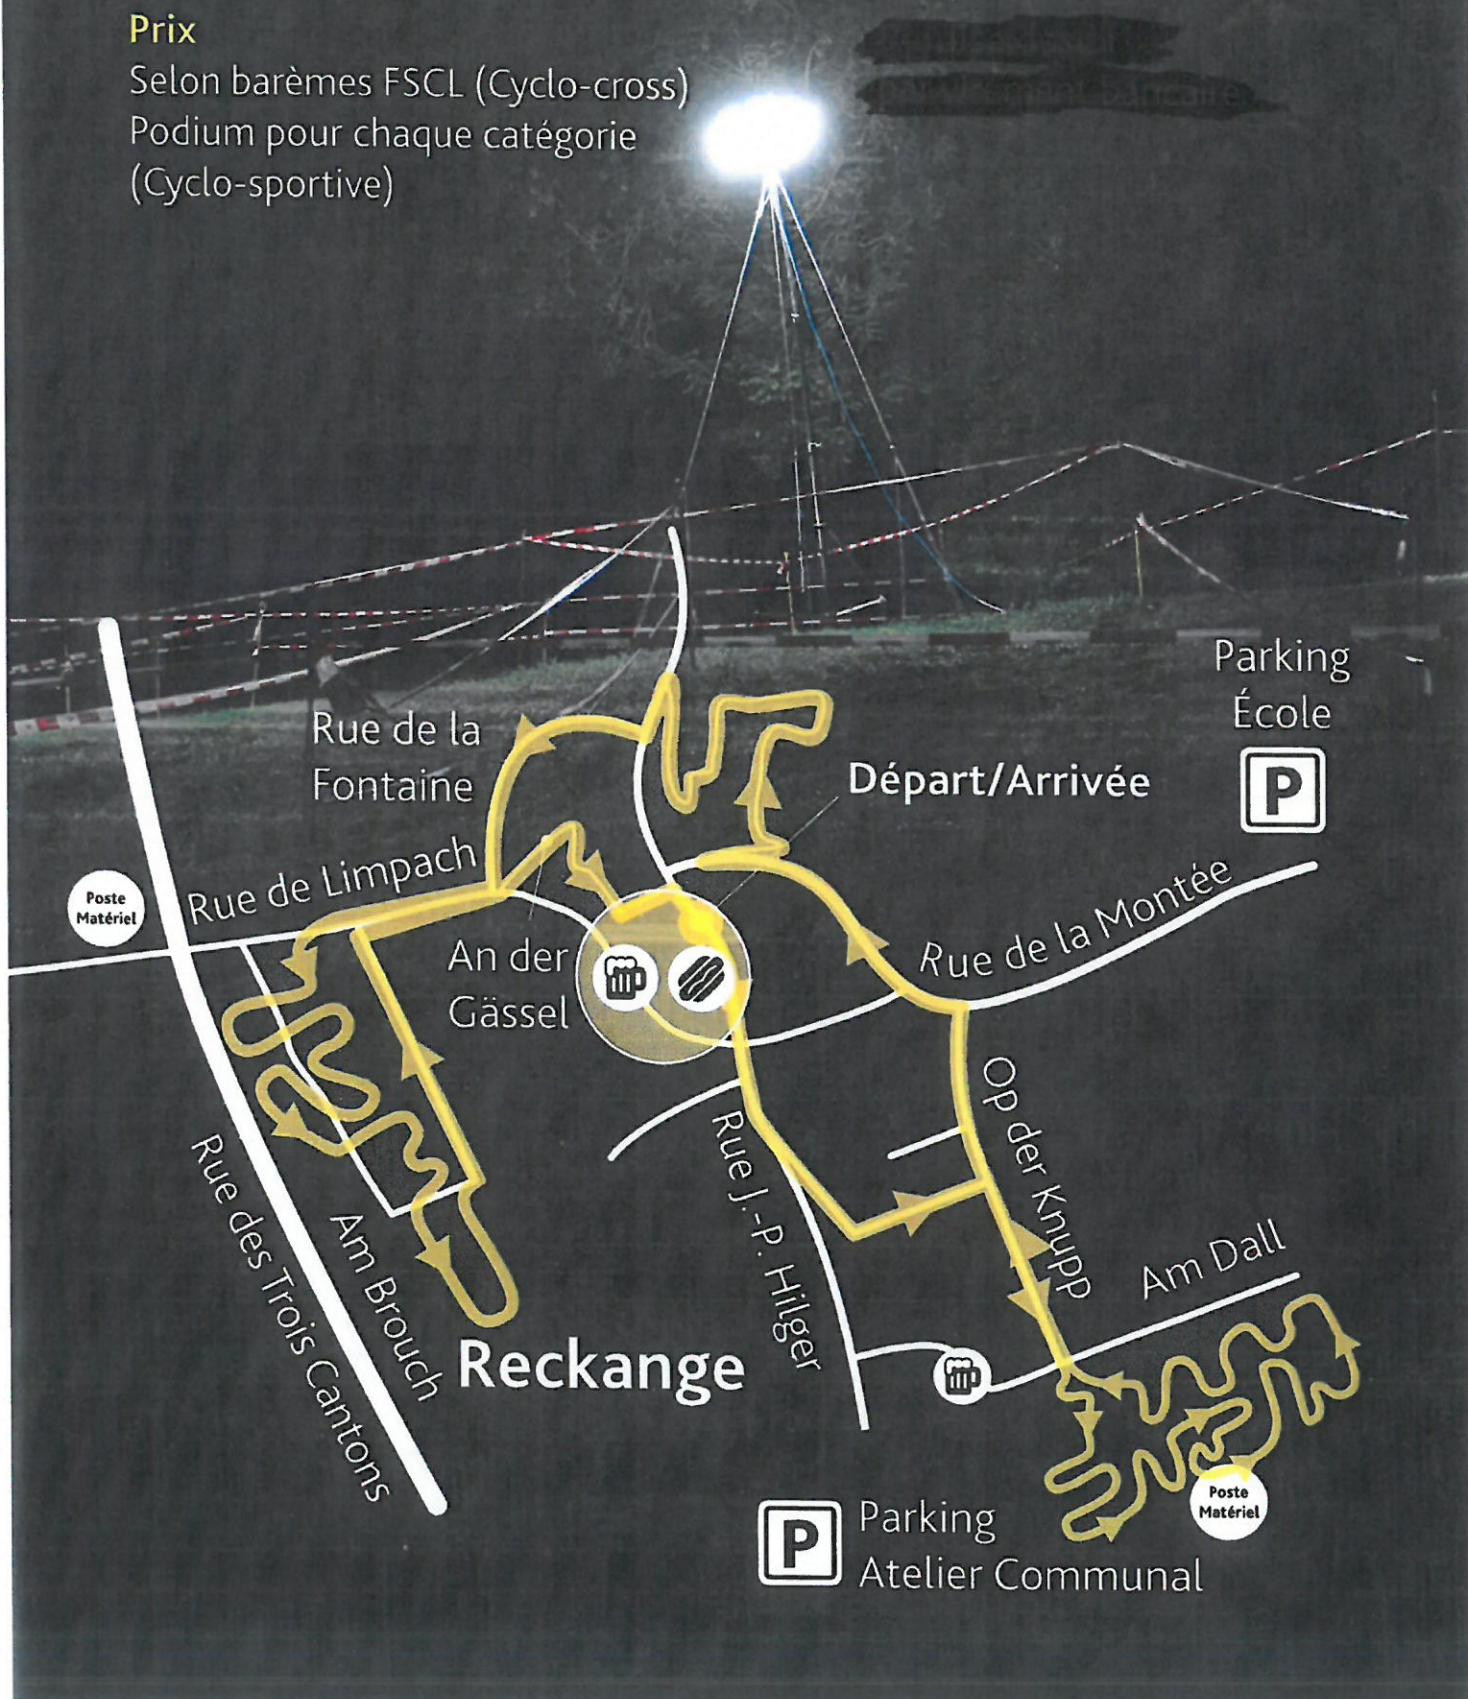 Prix
Selon barèmes FSCL (Cyclo-cross)
Podium pour chaque catégorie
(Cyclo-sportive)
Parking
École
P
Rue de la
Fontaine
Départ/Arrivée
Rue de Limpach
Poste
Matériel
Rue de la Montée
An der
Gässel
Op der Knupp
Rue J.-P. Hilger
Rue des Trois Cantons
Am Brouch
Am Dall
Reckange
Poste
Matériel
P
Parking
Atelier Communal